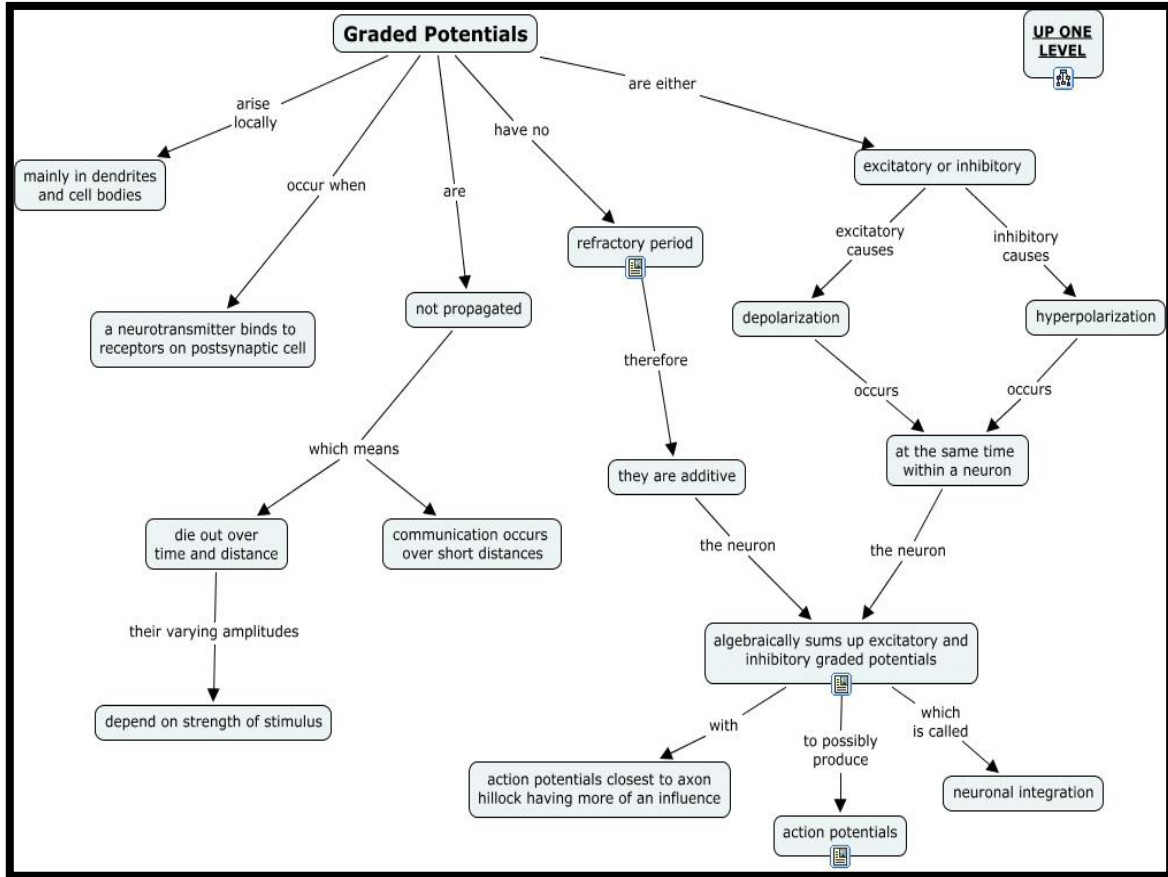 Graded Potentials
UP ONE
LEVEL
are either
arise
locally
have no
mainly in dendrites
and cell bodies
occur when
are
excitatory or inhibitory
refractory period
excitatory
causes
inhibitory
causes
a neurotransmitter binds to
receptors on postsynaptic cell
not propagated
depolarization
hyperpolarization
therefore
occurs
occurs
which means
they are additive
at the same time
within a neuron
die out over
time and distance
communication occurs
over short distances
the neuron
the neuron
their varying amplitudes
algebraically sums up excitatory and
inhibitory graded potentials
depend on strength of stimulus
with
to possibly
produce
which
is called
action potentials closest to axon
hillock having more of an influence
neuronal integration
action potentials